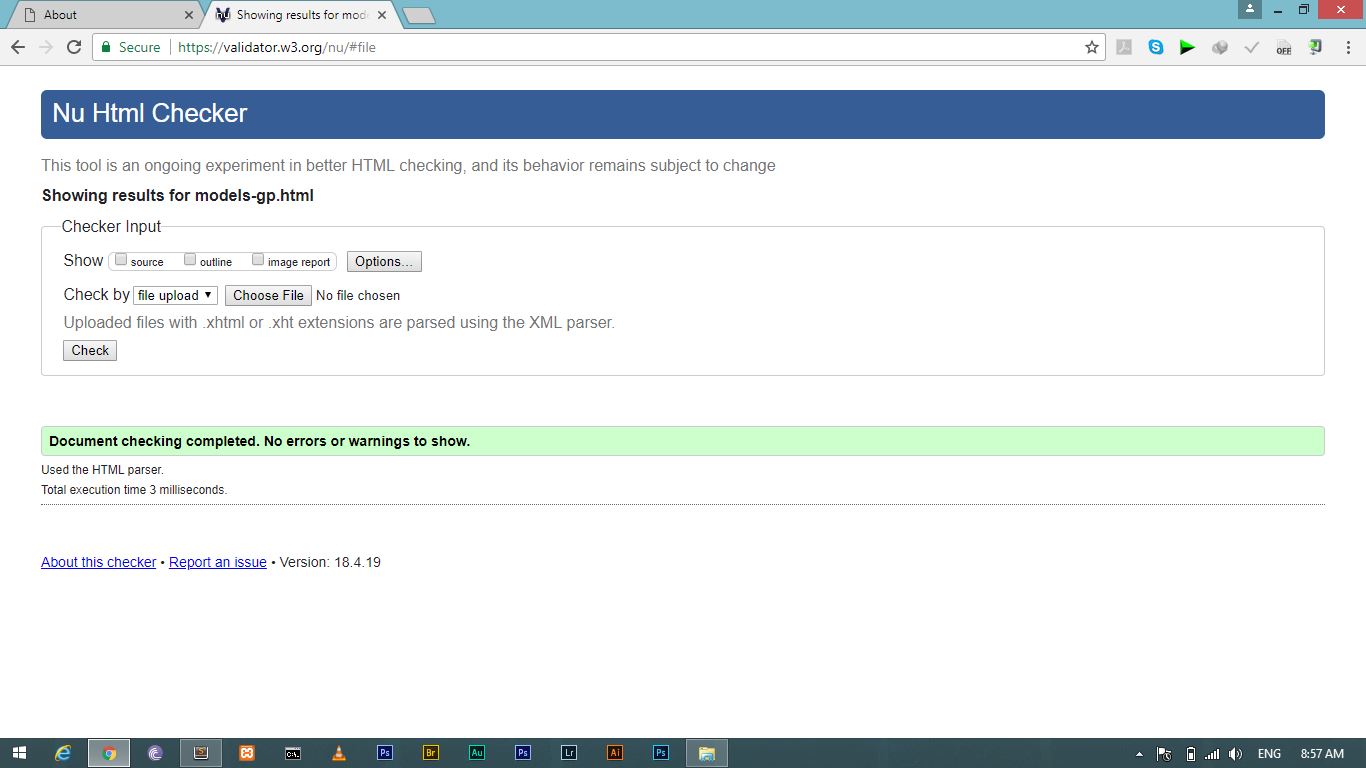 About
Showing results for mod
Secure https://validator.w3.org/nu/#file
OFF
Nu Html Checker
This tool is an ongoing experiment in better HTML checking, and its behavior remains subject to change
Showing results for models-gp.html
Checker Input
Show source outline image report Options...
Check by file upload Choose File No file chosen
Uploaded files with .xhtml or .xht extensions are parsed using the XML parser.
Check
Document checking completed. No errors or warnings to show.
Used the HTML parser.
Total execution time 3 milliseconds.
About this checker • Report an issue • Version: 18.4.19
Ps Br Au Ps Lr Ai Ps ENG 8:57 AM